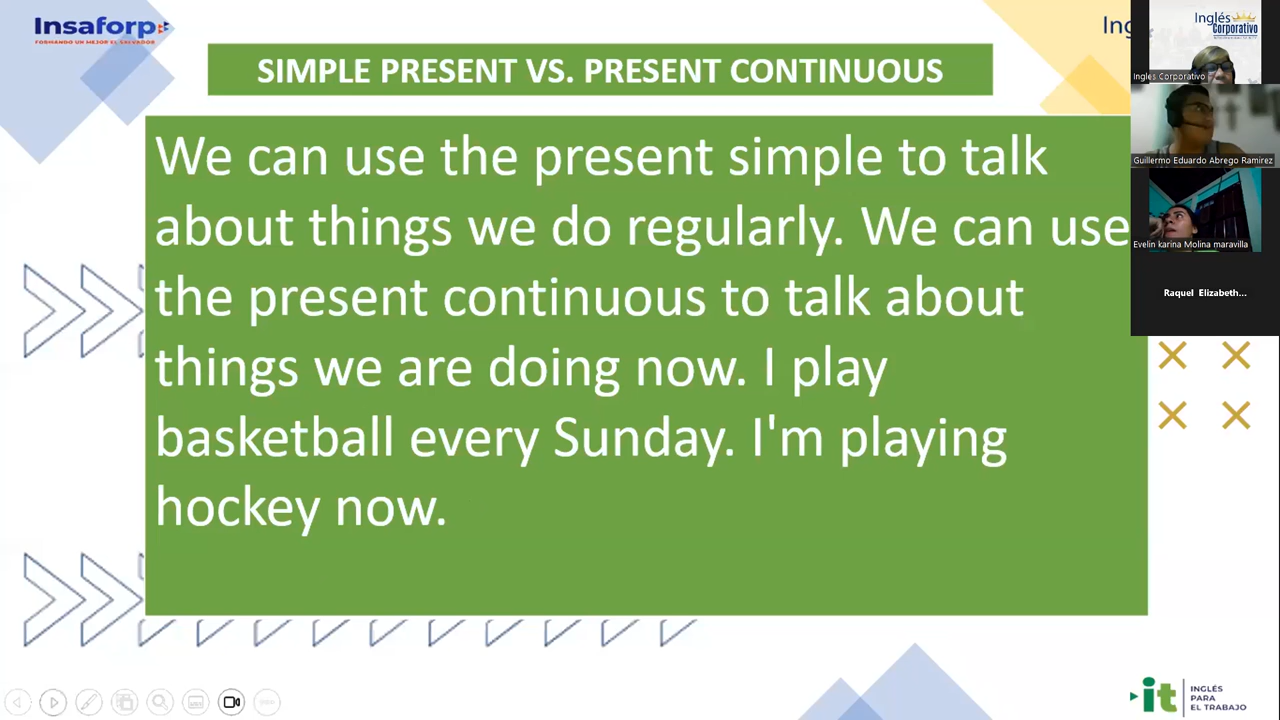 Insaforp
FORMANDO UN MEJOR EL SALVADOR
SIMPLE PRESENT VS. PRESENT CONTINUOUS
We can use the present simple to talk
about things we do regularly. We can use
the present continuous to talk about
things we are doing now. I play
basketball every Sunday. I'm playing
hockey now.
Inglés
Corporativo
Ingles Corporativo
Guillermo Eduardo Abrego Ramirez
Evelin karina Molina maravilla
Raquel Elizabeth...
it
INGLÉS
PARA
EL TRABAJO